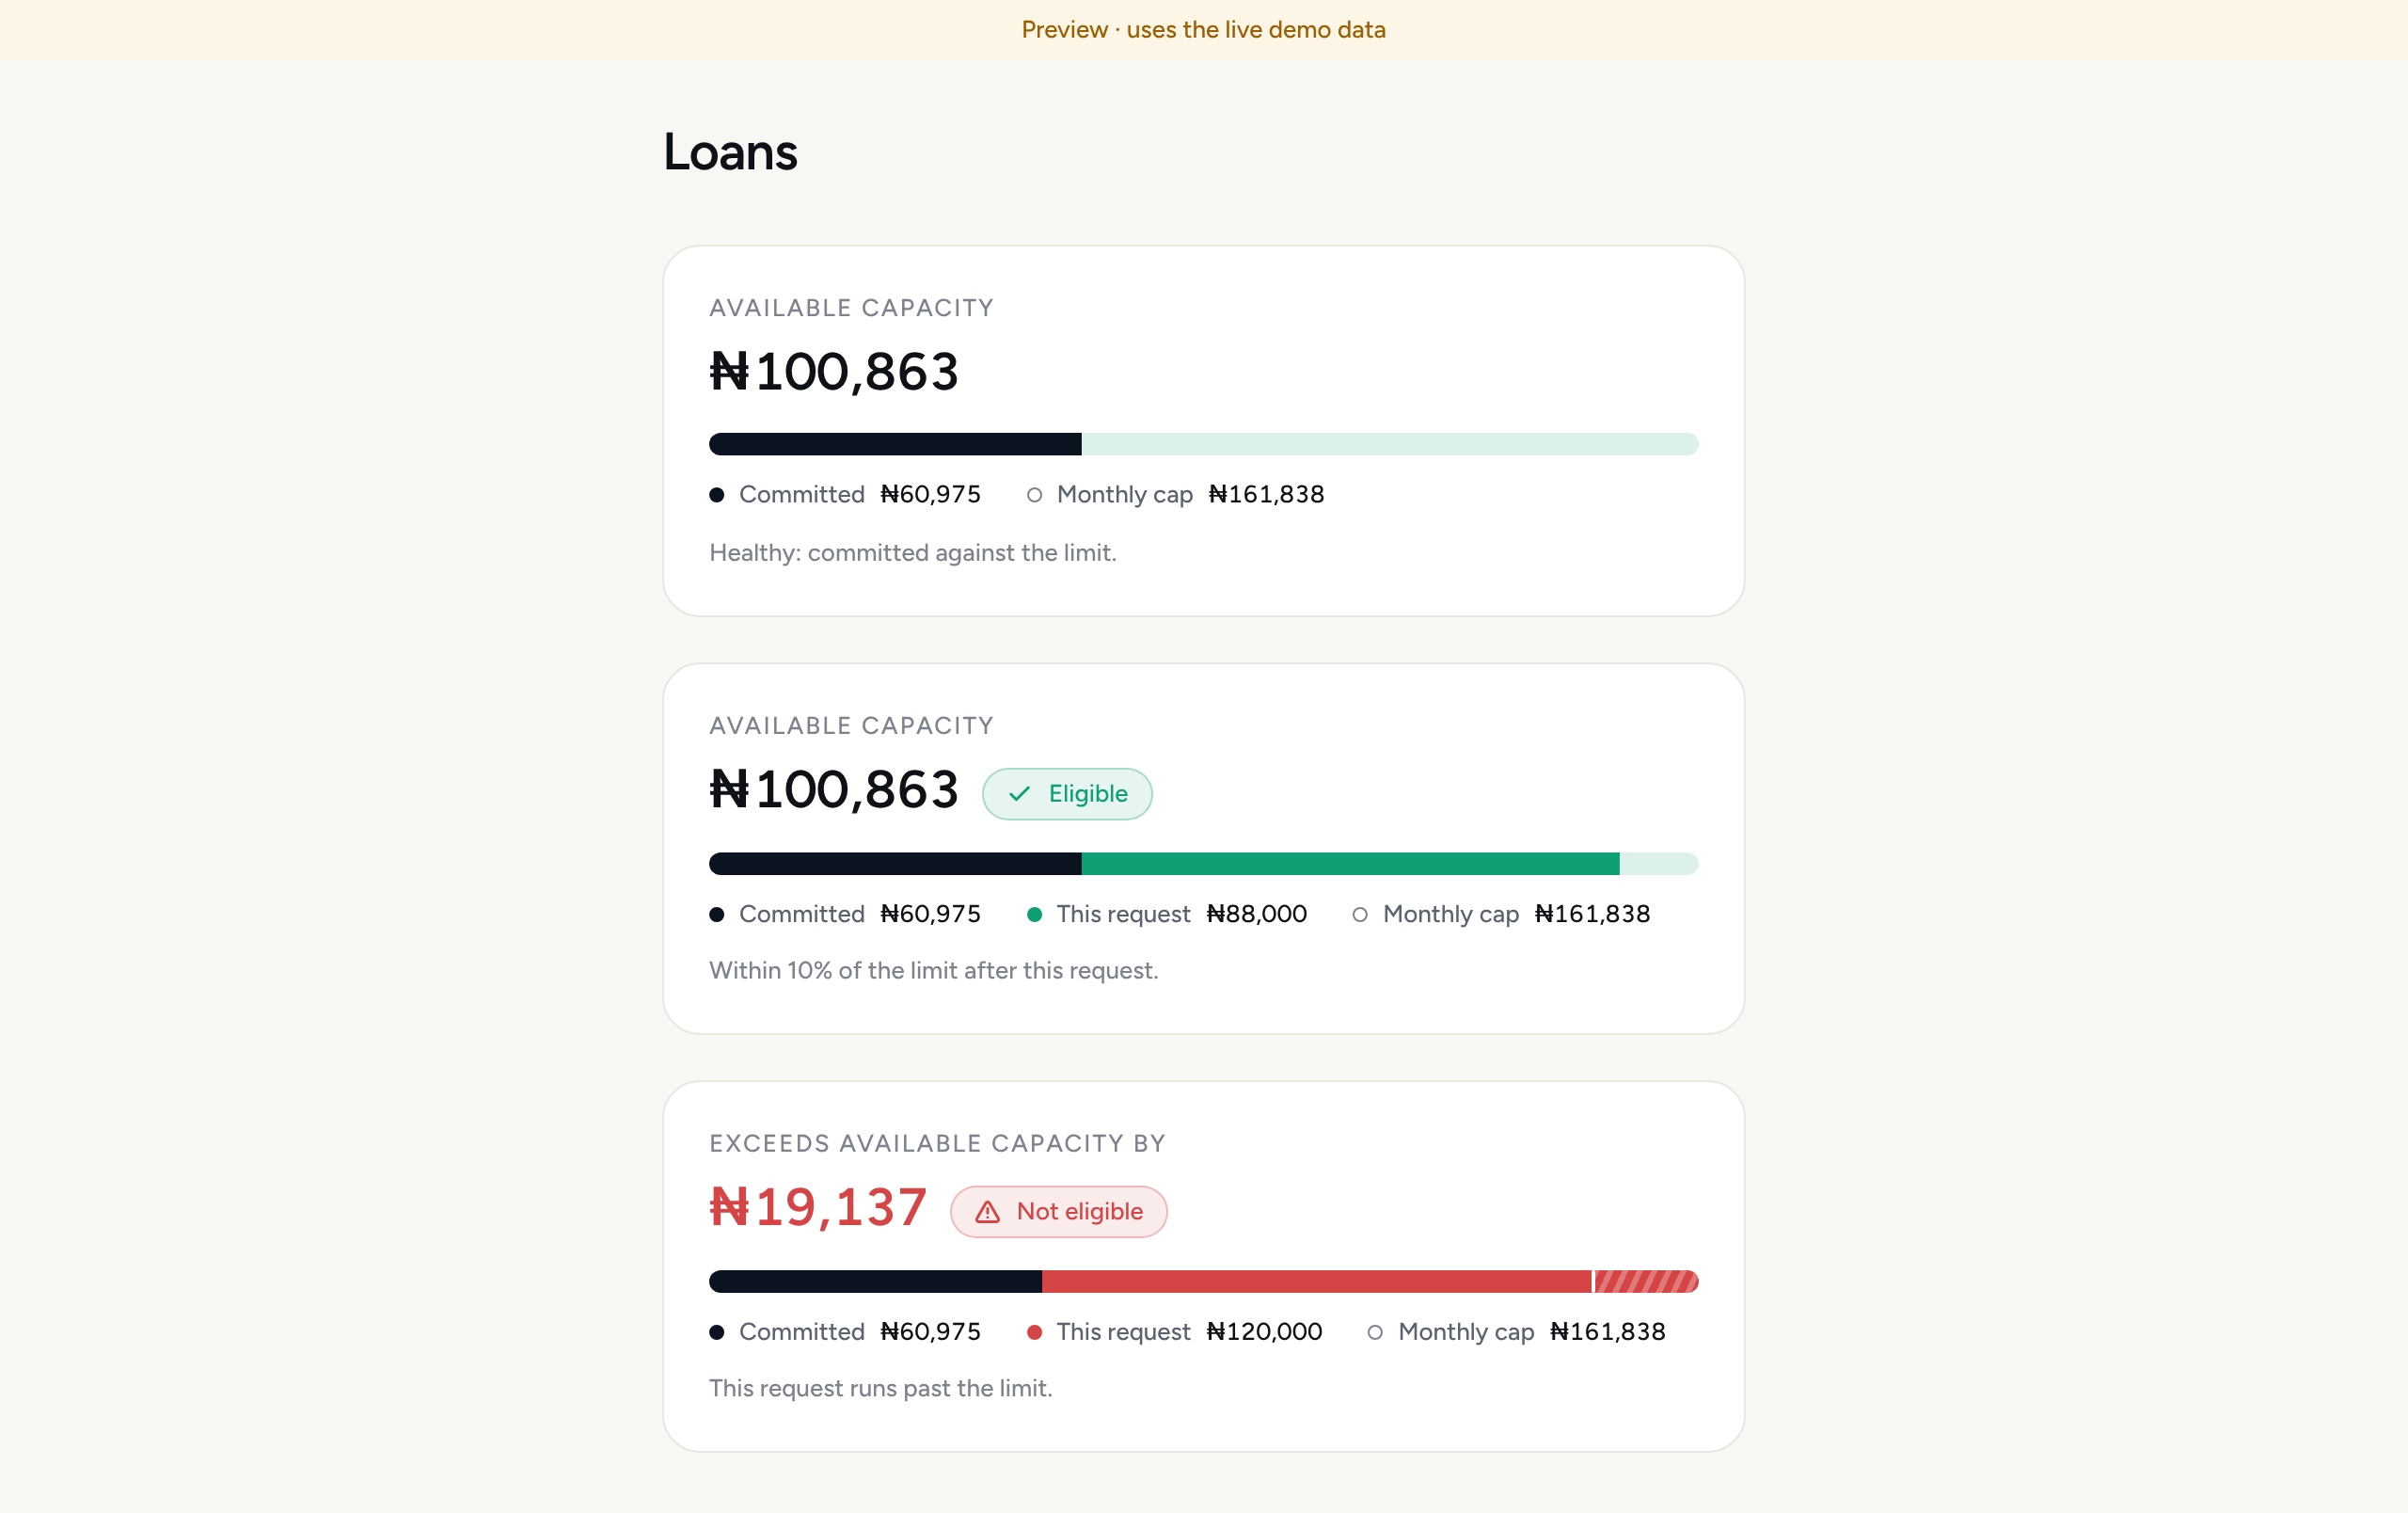 Preview · uses the live demo data
Loans
AVAILABLE CAPACITY
₦100,863
Committed ₦60,975 Monthly cap ₦161,838
Healthy: committed against the limit.
AVAILABLE CAPACITY
₦100,863 Eligible
Committed ₦60,975 This request ₦88,000 Monthly cap ₦161,838
Within 10% of the limit after this request.
EXCEEDS AVAILABLE CAPACITY BY
₦19,137 Not eligible
Committed ₦60,975 This request ₦120,000 Monthly cap ₦161,838
This request runs past the limit.